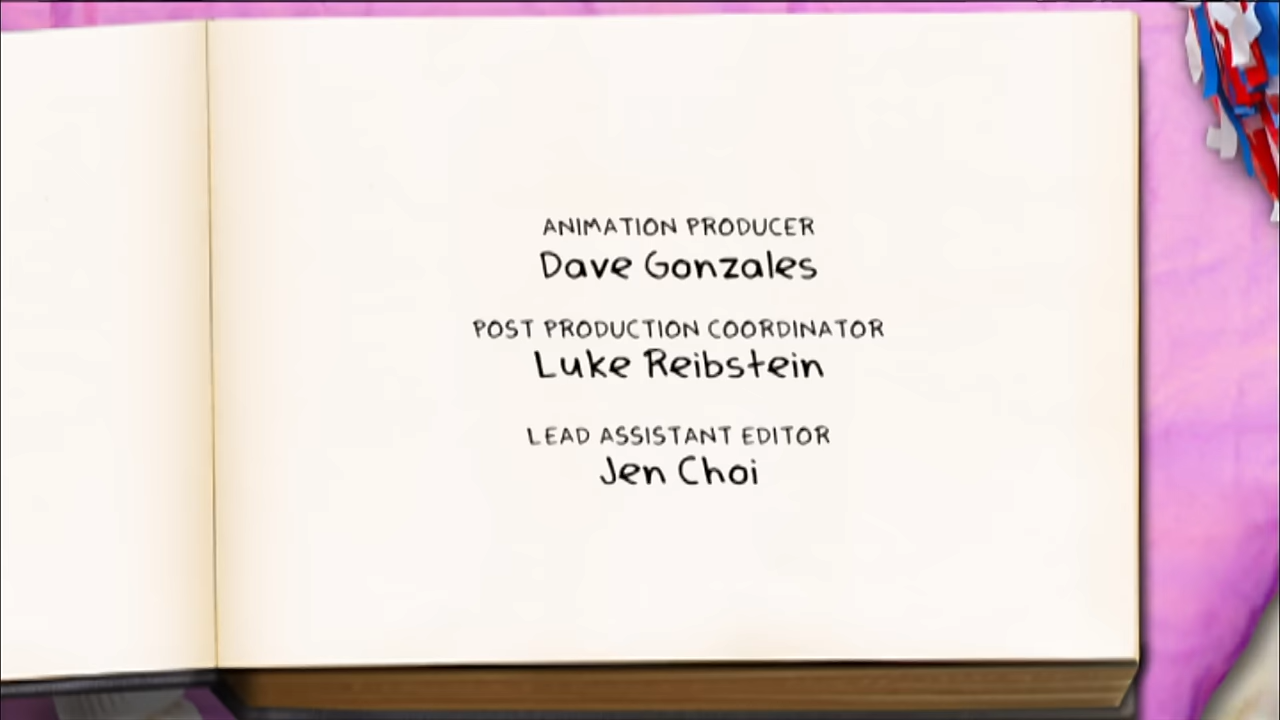 ANIMATION PRODUCER
Dave Gonzales
POST PRODUCTION COORDINATOR
Luke Reibstein
LEAD ASSISTANT EDITOR
Jen Choi